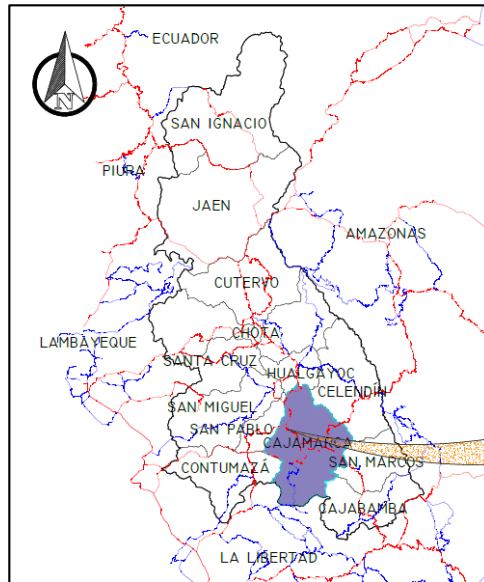 ECUADOR
N
SAN IGNACIO
PIURA
JAEN
AMAZONAS
CUTERVO
CHOTA
LAMBAYEQUE
SANTA CRUZ
HUALGAYOC
CELENDÍN
SAN MIGUEL
SAN PABLO
CAJAMARCA
SAN MARCOS
CONTUMAZÁ
CAJABAMBA
LA LIBERTAD